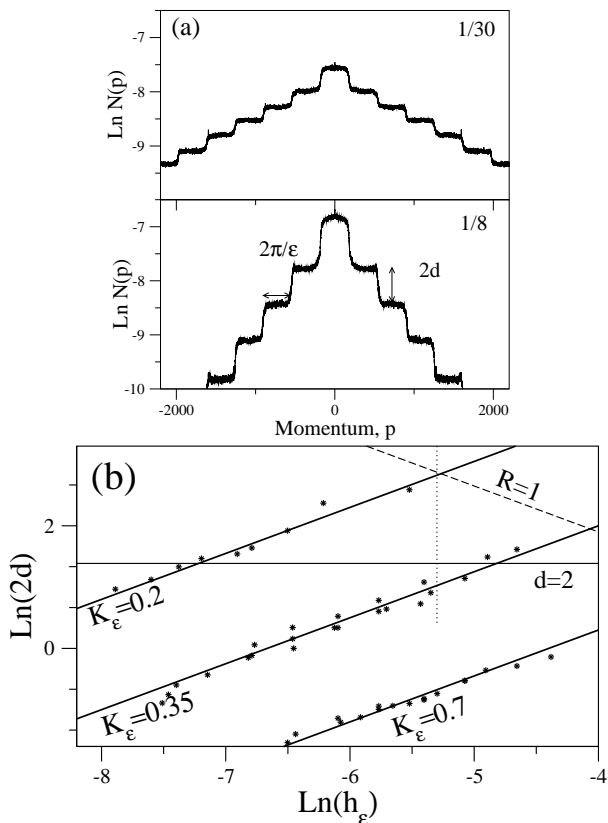 (a)
1/30
Ln N(p)
-7
-8
-9
1/8
Ln N(p)
-7
-8
-9
-10
2π/ε
2d
-2000 0 2000
Momentum, p
(b)
R=1
Ln(2d)
2
0
d=2
K_ε=0.2
K_ε=0.35
K_ε=0.7
-8 -7 -6 -5 -4
Ln(h_ε)